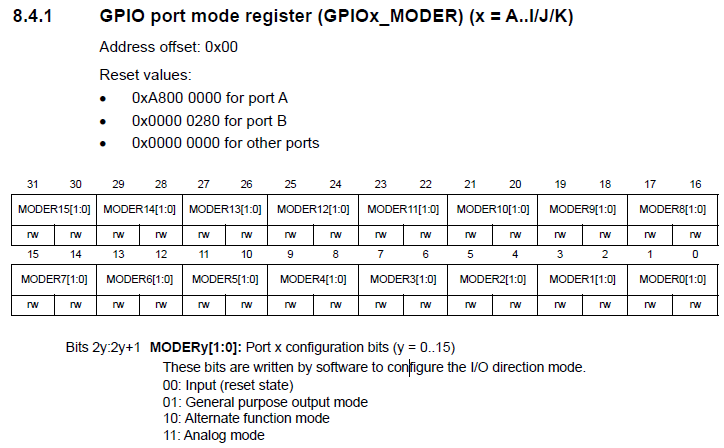 8.4.1 GPIO port mode register (GPIOx_MODER) (x = A..I/J/K)
Address offset: 0x00
Reset values:
• 0xA800 0000 for port A
• 0x0000 0280 for port B
• 0x0000 0000 for other ports
31 30 29 28 27 26 25 24 23 22 21 20 19 18 17 16
MODER15[1:0] MODER14[1:0] MODER13[1:0] MODER12[1:0] MODER11[1:0] MODER10[1:0] MODER9[1:0] MODER8[1:0]
rw rw rw rw rw rw rw rw rw rw rw rw rw rw rw rw
15 14 13 12 11 10 9 8 7 6 5 4 3 2 1 0
MODER7[1:0] MODER6[1:0] MODER5[1:0] MODER4[1:0] MODER3[1:0] MODER2[1:0] MODER1[1:0] MODER0[1:0]
rw rw rw rw rw rw rw rw rw rw rw rw rw rw rw rw
Bits 2y:2y+1 MODERy[1:0]: Port x configuration bits (y = 0..15)
These bits are written by software to configure the I/O direction mode.
00: Input (reset state)
01: General purpose output mode
10: Alternate function mode
11: Analog mode